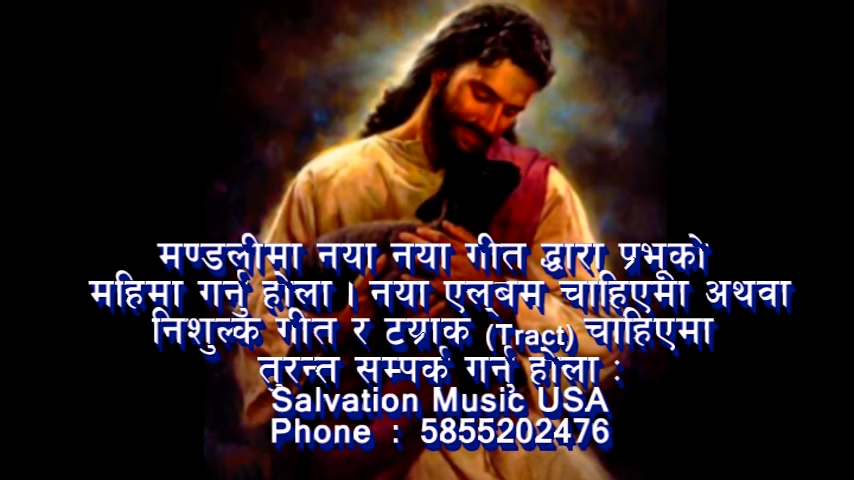 मण्डलीमा नया नया गीत द्धारा प्रभूको
महिमा गर्नु होला । नया एल्बम चाहिएमा अथवा
निशुल्क गीत र टय्राक (Tract) चाहिएमा
तुरन्त सम्पर्क गर्नु होला :
Salvation Music USA
Phone : 5855202476